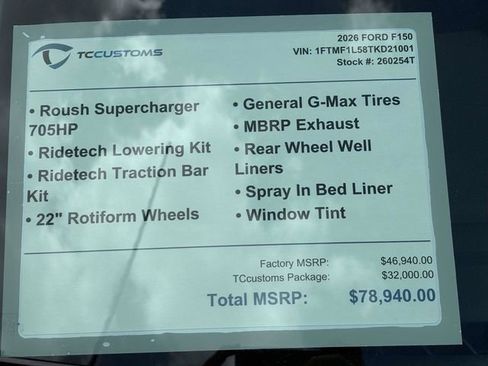 TCCUSTOMS
2026 FORD F150
VIN: 1FTMF1L58TKD21001
Stock #: 260254T
• Roush Supercharger
705HP
• Ridetech Lowering Kit
• Ridetech Traction Bar
Kit
• 22" Rotiform Wheels
• General G-Max Tires
• MBRP Exhaust
• Rear Wheel Well
Liners
• Spray In Bed Liner
• Window Tint
Factory MSRP: $46,940.00
TCcustoms Package: $32,000.00
Total MSRP: $78,940.00